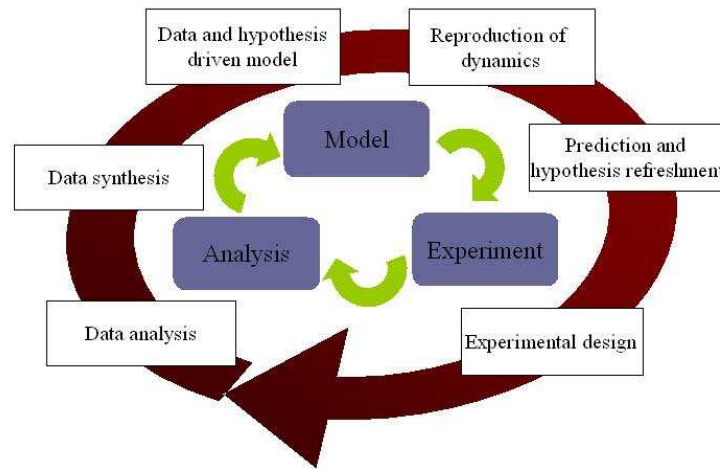 Data and hypothesis
driven model
Reproduction of
dynamics
Model
Prediction and
hypothesis refreshment
Data synthesis
Analysis
Experiment
Data analysis
Experimental design